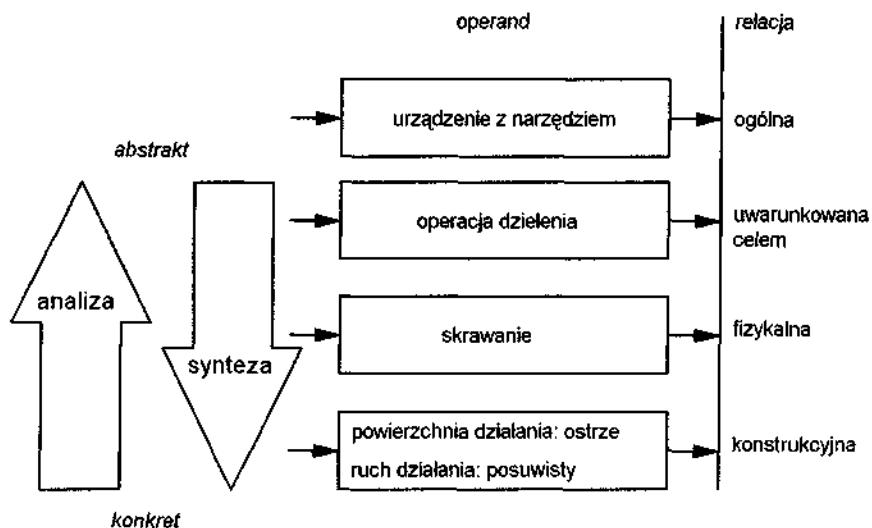 operand
relacja
urządzenie z narzędziem
ogólna
abstrakt
operacja dzielenia
uwarunkowana
celem
analiza
skrawanie
fizykalna
synteza
powierzchnia działania: ostrze
ruch działania: posuwisty
konstrukcyjna
konkret